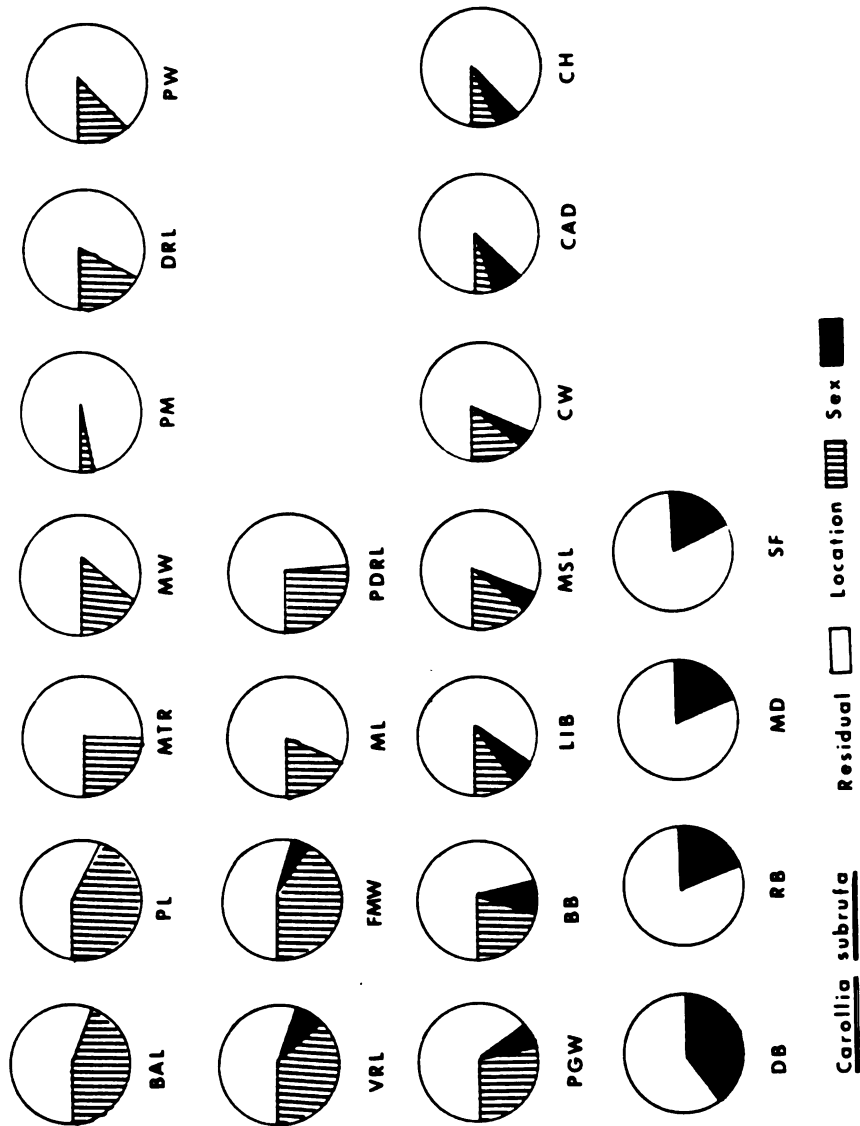 BAL PL MTR MW PM DRL PW
VRL FMW ML PDRL
PGW BB LIB MSL CW CAD CH
DB RB MD SF
Carollia subrufa Residual Location Sex